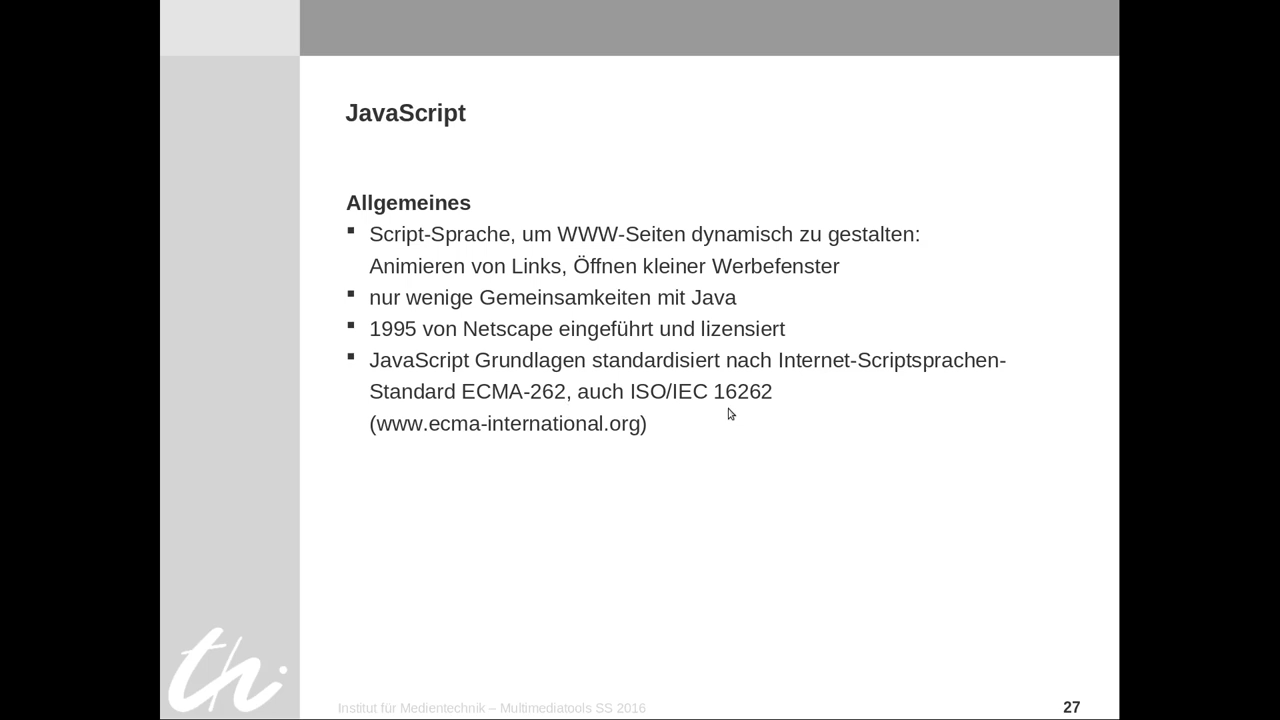 JavaScript
Allgemeines
▪ Script-Sprache, um WWW-Seiten dynamisch zu gestalten:
Animieren von Links, Öffnen kleiner Werbefenster
▪ nur wenige Gemeinsamkeiten mit Java
▪ 1995 von Netscape eingeführt und lizensiert
▪ JavaScript Grundlagen standardisiert nach Internet-Scriptsprachen-
Standard ECMA-262, auch ISO/IEC 16262
(www.ecma-international.org)
th
Institut für Medientechnik – Multimediatools SS 2016
27